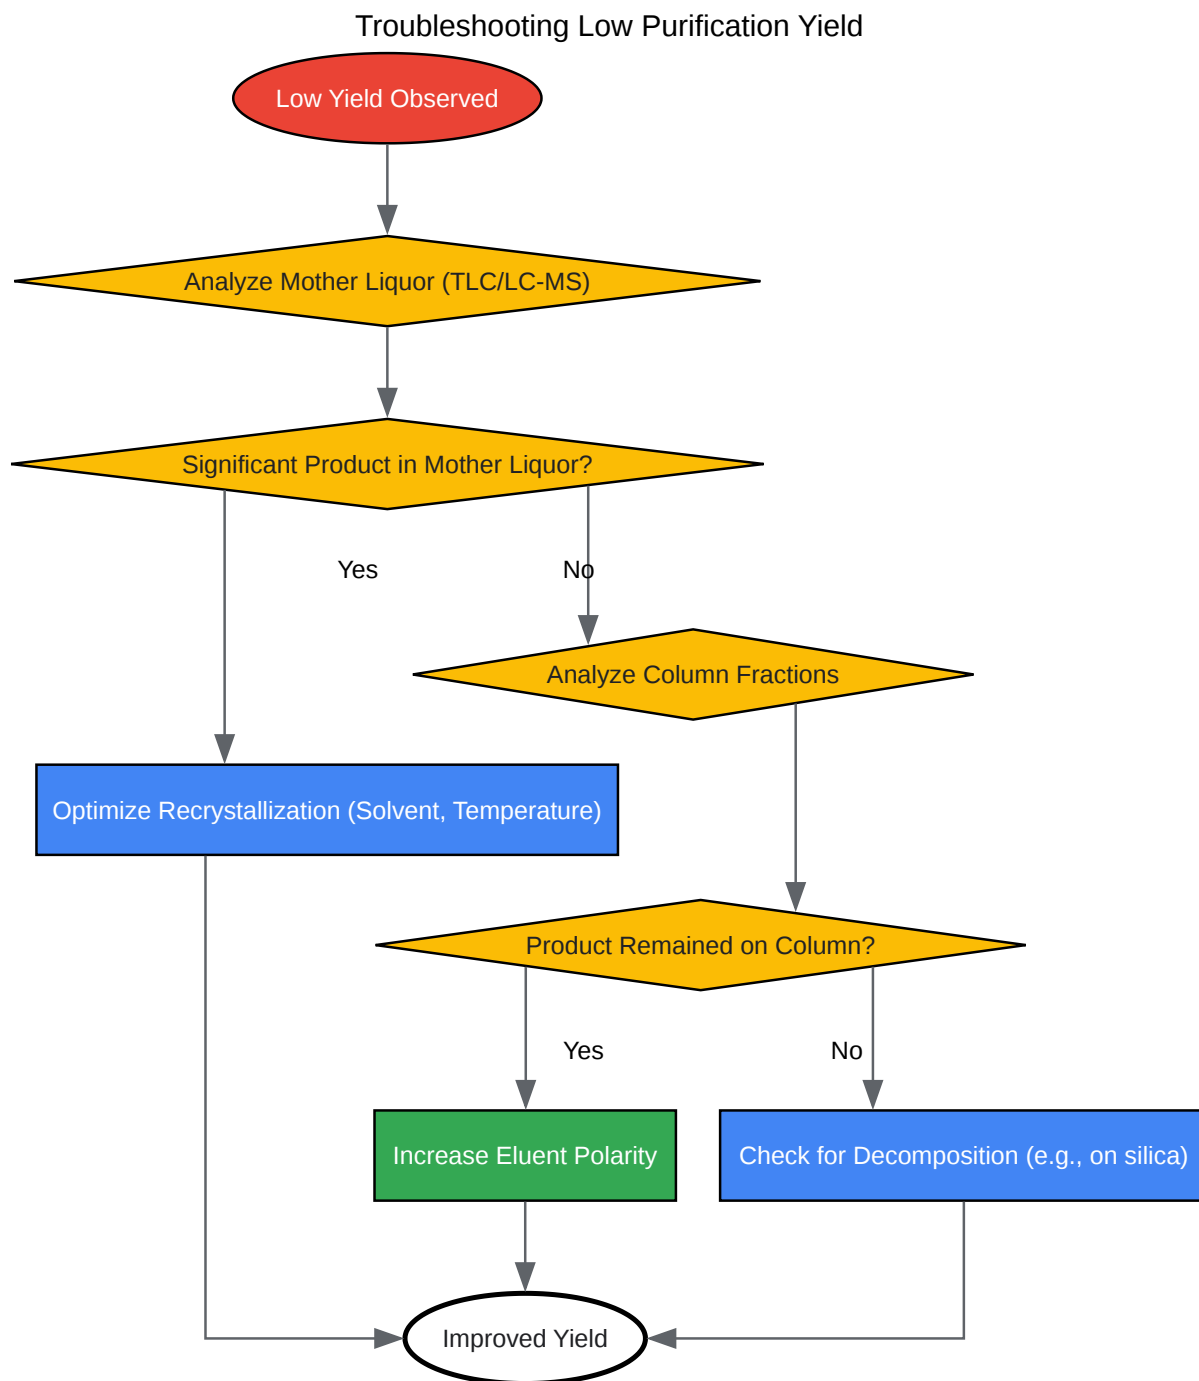 Troubleshooting Low Purification Yield
Low Yield Observed
Analyze Mother Liquor (TLC/LC-MS)
Significant Product in Mother Liquor?
Yes
No
Analyze Column Fractions
Optimize Recrystallization (Solvent, Temperature)
Product Remained on Column?
Yes
No
Increase Eluent Polarity
Check for Decomposition (e.g., on silica)
Improved Yield